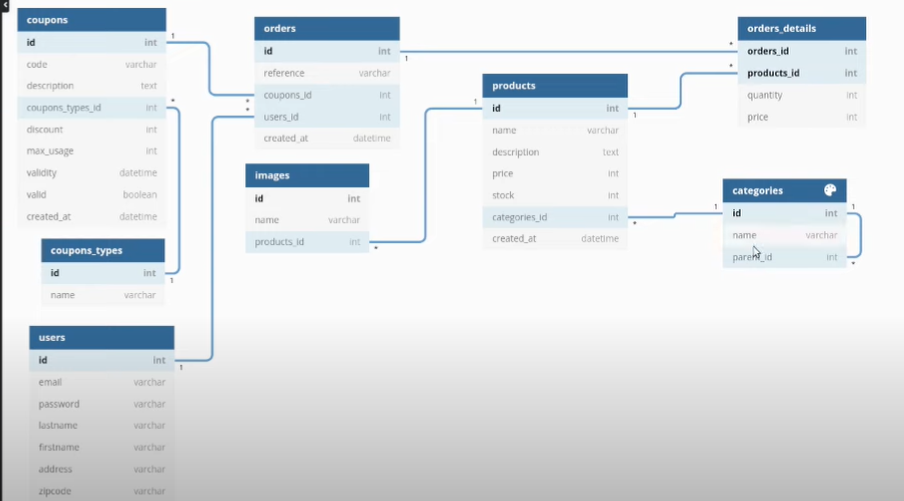 coupons
id int
code varchar
description text
coupons_types_id int
discount int
max_usage int
validity datetime
valid boolean
created_at datetime
coupons_types
id int
name varchar
users
id int
email varchar
password varchar
lastname varchar
firstname varchar
address varchar
zipcode varchar
orders
id int
reference varchar
coupons_id int
users_id int
created_at datetime
images
id int
name varchar
products_id int
products
id int
name varchar
description text
price int
stock int
categories_id int
created_at datetime
orders_details
orders_id int
products_id int
quantity int
price int
categories
id int
name varchar
parent_id int
1
*
1
1
*
*
1
1
*
1
*
*
*
1
1
*